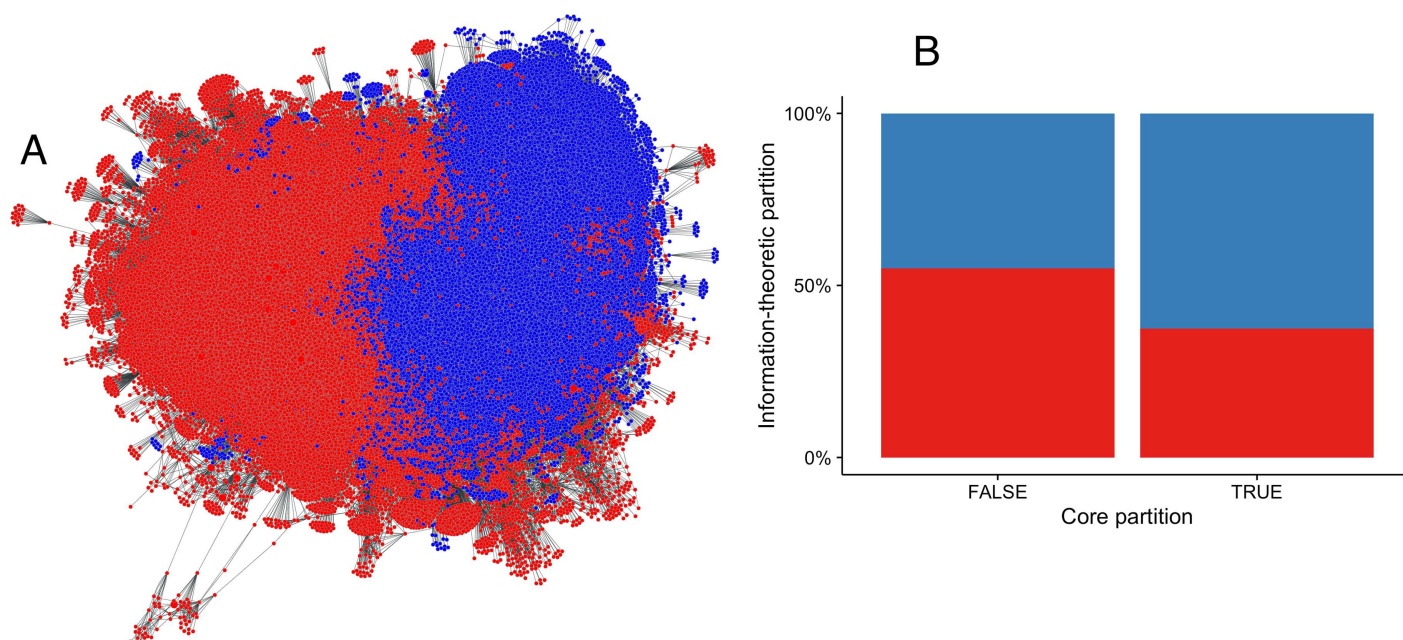 A
B
100%
50%
0%
Information-theoretic partition
FALSE
TRUE
Core partition